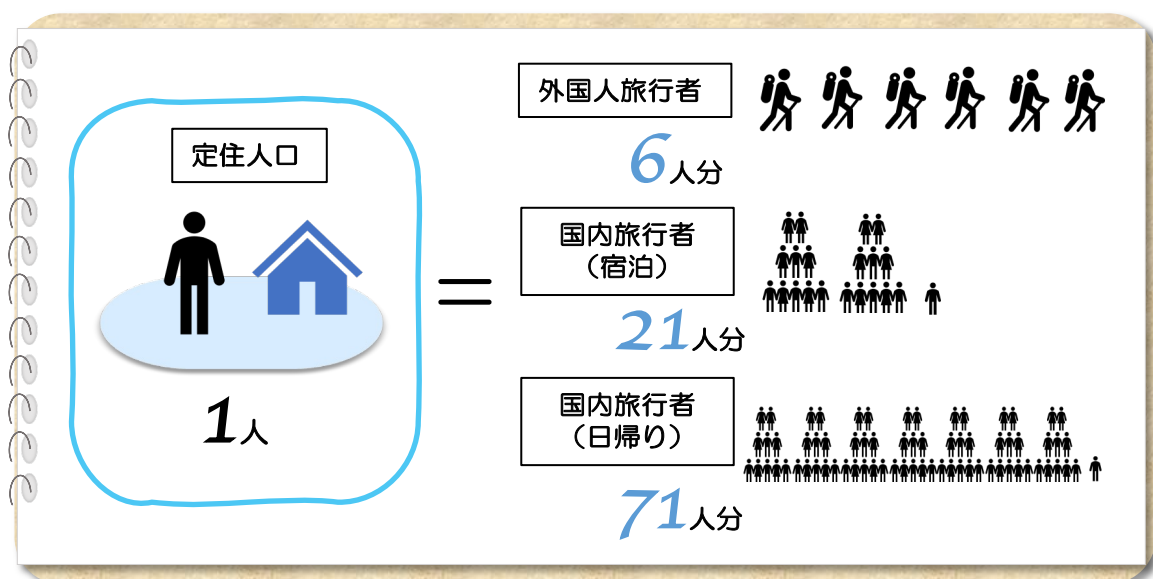 定住人口
1人
=
外国人旅行者
6人分
国内旅行者
(宿泊)
21人分
国内旅行者
(日帰り)
71人分